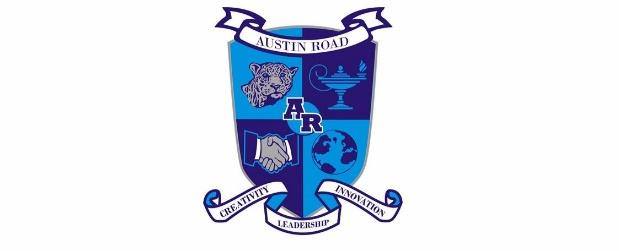 AUSTIN ROAD
AR
CREATIVITY
LEADERSHIP
INNOVATION